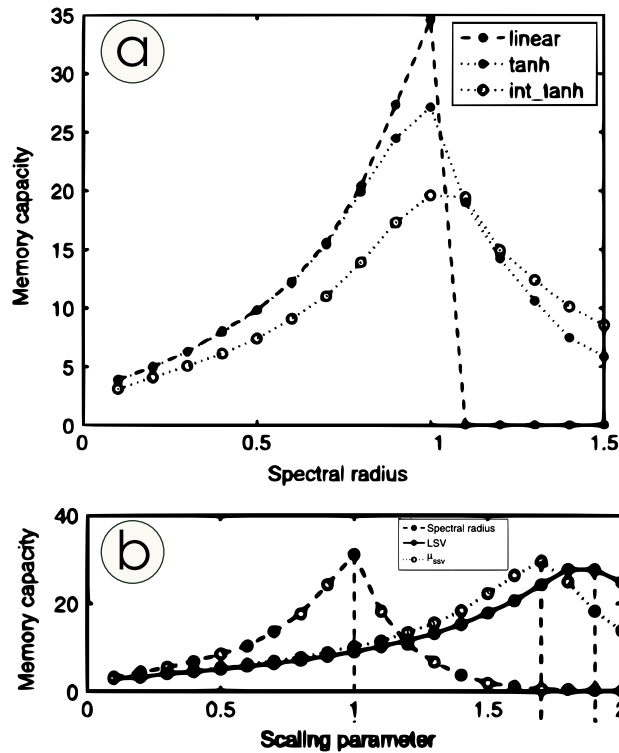 a
35
30
25
20
15
10
5
0
Memory capacity
linear
tanh
int_tanh
0
0.5
1
1.5
Spectral radius
b
40
20
0
Memory capacity
Spectral radius
LSV
μssv
0
0.5
1
1.5
2
Scaling parameter